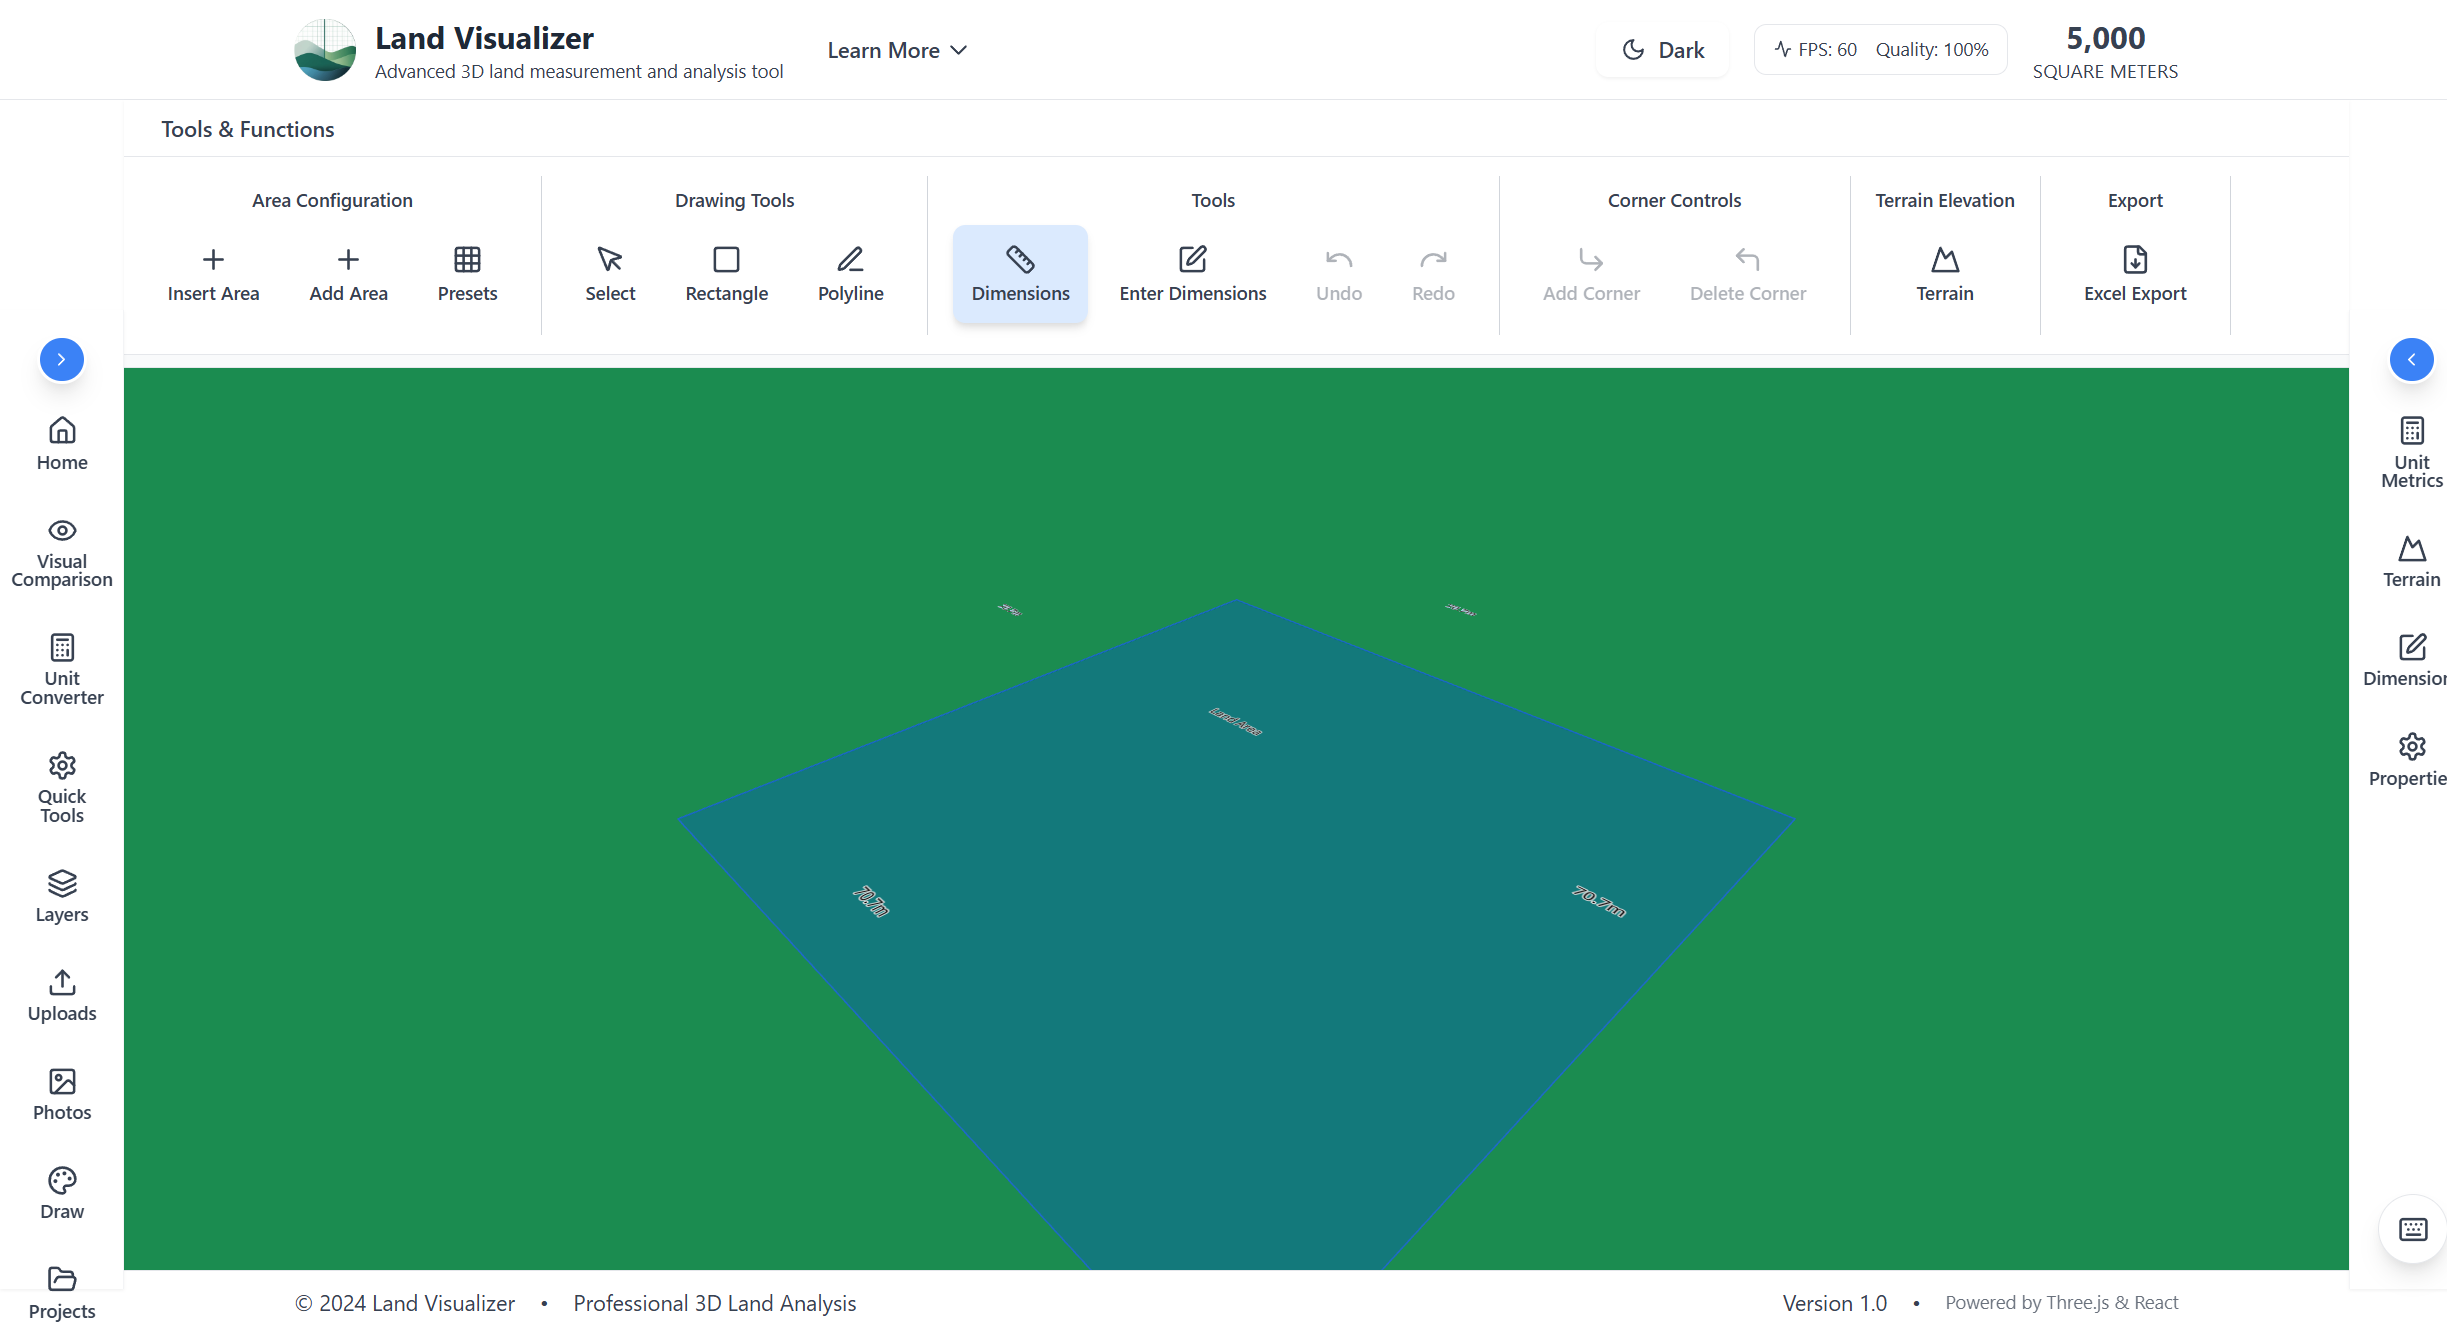 Land Visualizer
Advanced 3D land measurement and analysis tool
Learn More
Dark
FPS: 60 Quality: 100%
5,000
SQUARE METERS
Tools & Functions
Area Configuration
Insert Area
Add Area
Presets
Drawing Tools
Select
Rectangle
Polyline
Tools
Dimensions
Enter Dimensions
Undo
Redo
Corner Controls
Add Corner
Delete Corner
Terrain Elevation
Terrain
Export
Excel Export
Home
Visual
Comparison
Unit
Converter
Quick
Tools
Layers
Uploads
Photos
Draw
Projects
Land Area
70.7m
70.7m
Unit
Metrics
Terrain
Dimension
Propertie
© 2024 Land Visualizer • Professional 3D Land Analysis
Version 1.0 • Powered by Three.js & React